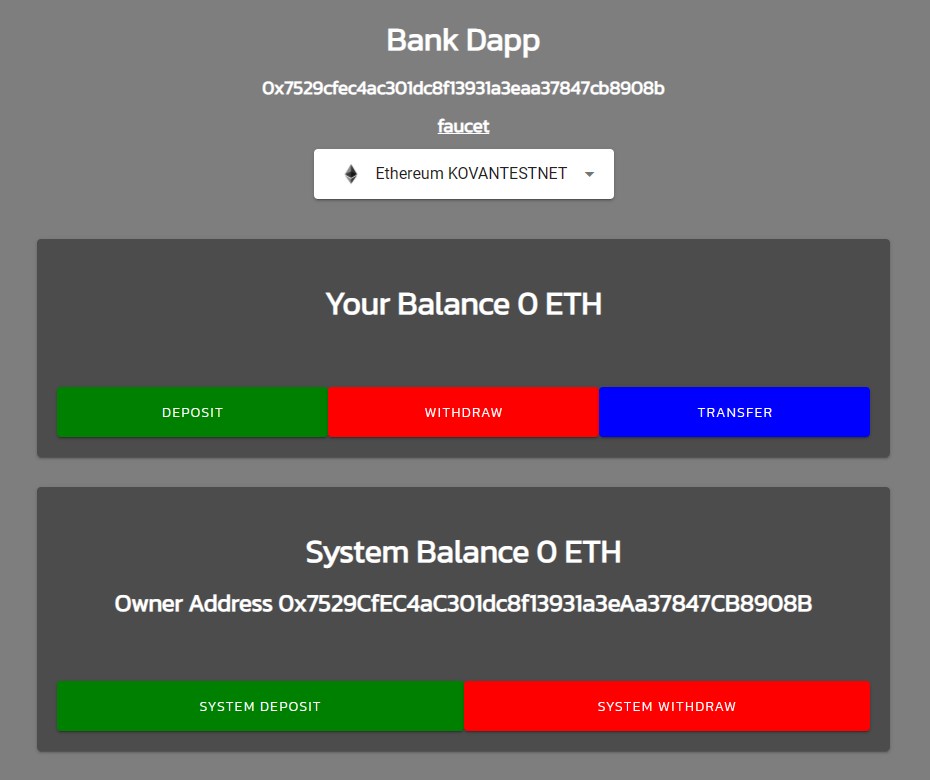 Bank Dapp
0x7529cfec4ac301dc8f13931a3eaa37847cb8908b
faucet
Ethereum KOVANTESTNET
Your Balance 0 ETH
DEPOSIT WITHDRAW TRANSFER
System Balance 0 ETH
Owner Address 0x7529CfEC4aC301dc8f13931a3eAa37847CB8908B
SYSTEM DEPOSIT SYSTEM WITHDRAW